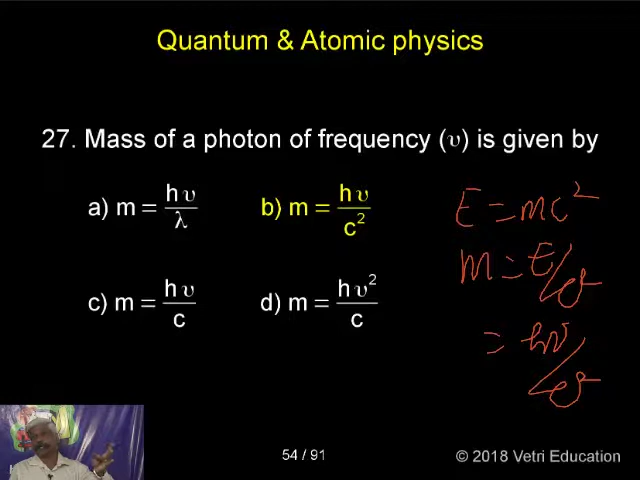 Quantum & Atomic physics
27. Mass of a photon of frequency (υ) is given by
a) m = hυ/λ b) m = hυ/c²
c) m = hυ/c d) m = hυ²/c
E = mc²
m = E/c²
= hν/c²
54 / 91
© 2018 Vetri Education